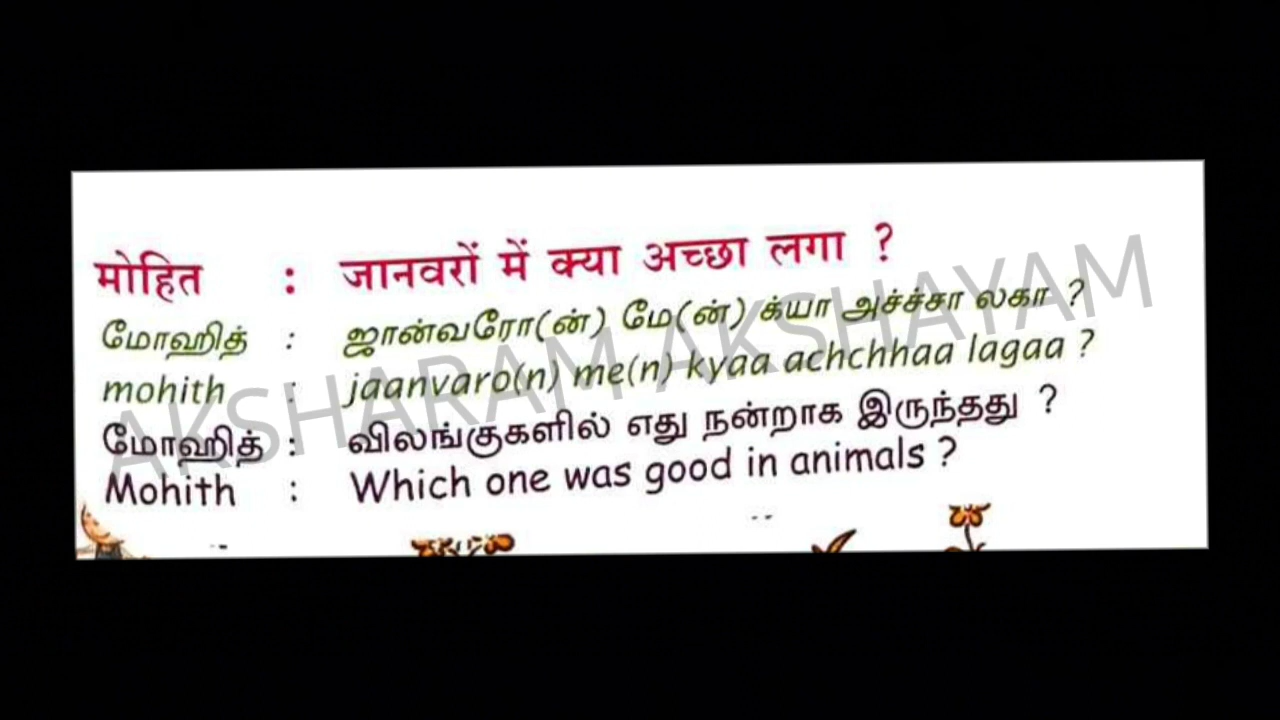 मोहित : जानवरों में क्या अच्छा लगा ?
மோஹித் : ஜான்வரோ(ன்) மே(ன்) க்யா அச்ச்சா லகா ?
mohith : jaanvaro(n) me(n) kyaa achchhaa lagaa ?
மோஹித் : விலங்குகளில் எது நன்றாக இருந்தது ?
Mohith : Which one was good in animals ?
AKSHARAM AKSHAYAM